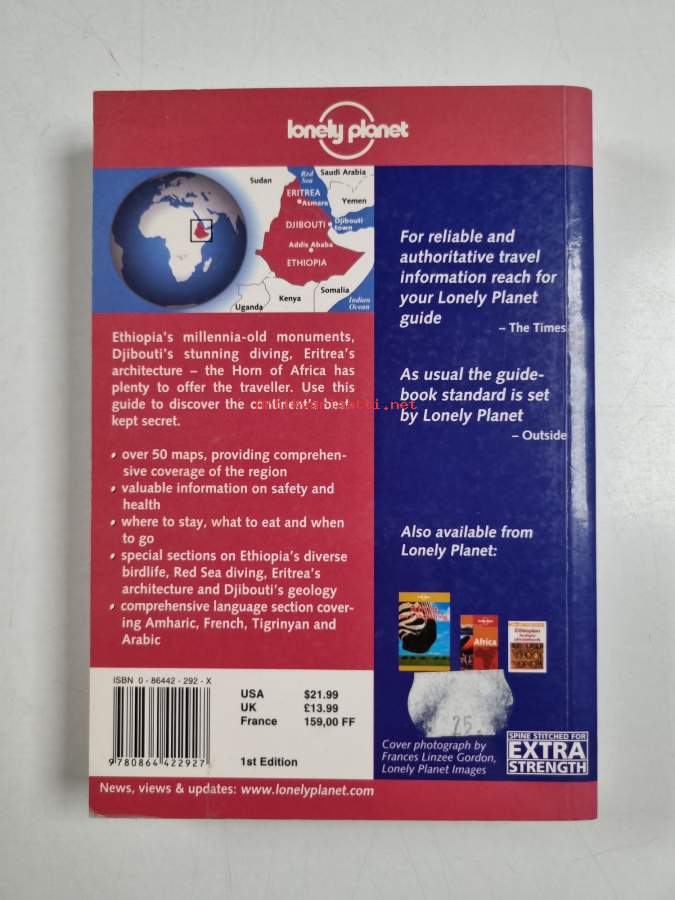 lonely planet
Sudan
Red
Sea
Saudi Arabia
ERITREA
Asmara
Yemen
DJIBOUTI
Djibouti
town
Addis Ababa
ETHIOPIA
Somalia
Kenya
Uganda
Indian
Ocean
For reliable and
authoritative travel
information reach for
your Lonely Planet
guide
– The Times
As usual the guide-
book standard is set
by Lonely Planet
– Outside
Ethiopia's millennia-old monuments,
Djibouti's stunning diving, Eritrea's
architecture – the Horn of Africa has
plenty to offer the traveller. Use this
guide to discover the continent's best-
kept secret.
antikvariaatti.net
• over 50 maps, providing comprehen-
sive coverage of the region
• valuable information on safety and
health
• where to stay, what to eat and when
to go
• special sections on Ethiopia's diverse
birdlife, Red Sea diving, Eritrea's
architecture and Djibouti's geology
• comprehensive language section cover-
ing Amharic, French, Tigrinyan and
Arabic
Also available from
Lonely Planet:
Africa
Ethiopian
ISBN 0 - 86442 - 292 - X
9 780864 422927
USA $21.99
UK £13.99
France 159,00 FF
1st Edition
25
Cover photograph by
Frances Linzee Gordon,
Lonely Planet Images
SPINE STITCHED FOR
EXTRA
STRENGTH
News, views & updates: www.lonelyplanet.com